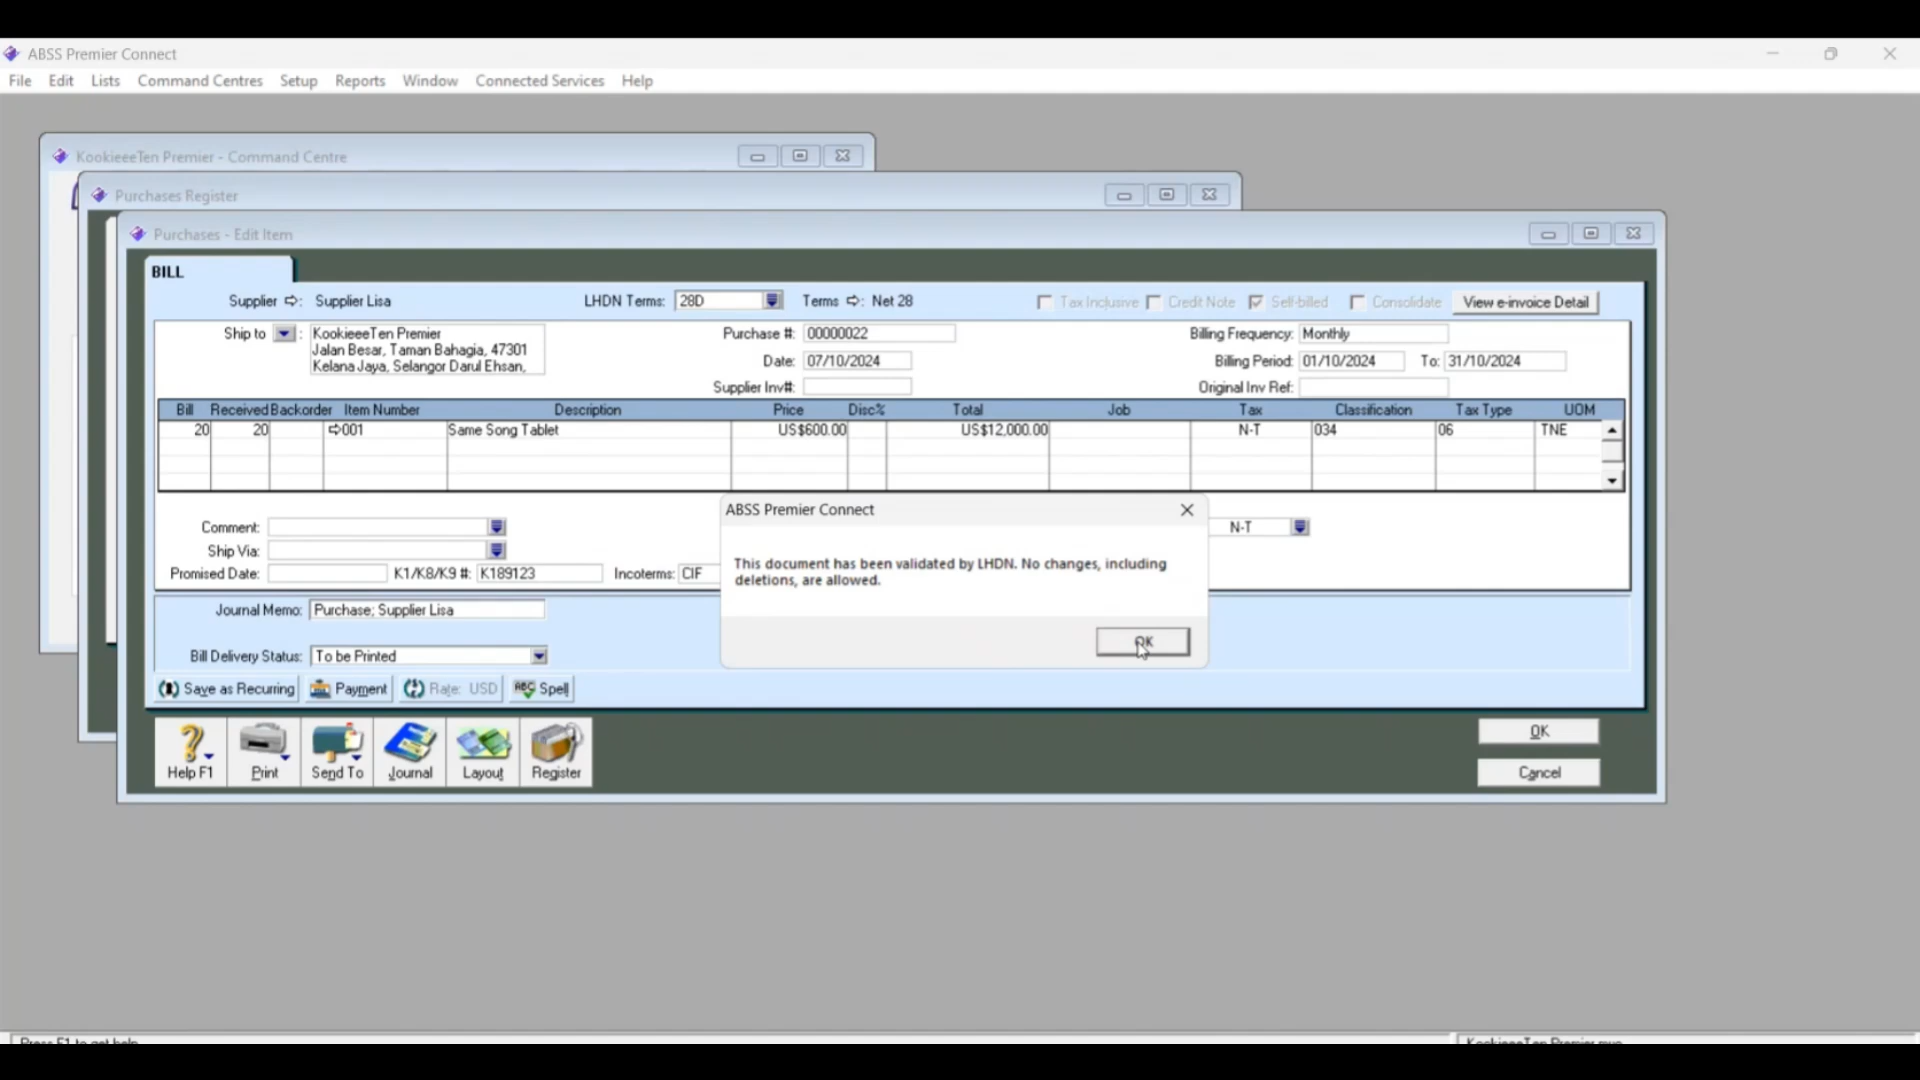 ABSS Premier Connect
File Edit Lists Command Centres Setup Reports Window Connected Services Help
KookieeeTen Premier - Command Centre
Purchases Register
Purchases - Edit Item
BILL
Supplier : Supplier Lisa LHDN Terms: 28D Terms : Net 28 Tax Inclusive Credit Note Self-billed Consolidate View e-invoice Detail
Ship to : KookieeeTen Premier Purchase #: 00000022 Billing Frequency: Monthly
Jalan Besar, Taman Bahagia, 47301 Date: 07/10/2024 Billing Period: 01/10/2024 To: 31/10/2024
Kelana Jaya, Selangor Darul Ehsan,
Supplier Inv#: Original Inv Ref:
Bill Received Backorder Item Number Description Price Disc% Total Job Tax Classification Tax Type UOM
20 20 001 Same Song Tablet US$600.00 US$12,000.00 N-T 034 06 TNE
ABSS Premier Connect
Comment: N-T
Ship Via:
This document has been validated by LHDN. No changes, including
deletions, are allowed.
Promised Date: K1/K8/K9 #: K189123 Incoterms: CIF
Journal Memo: Purchase; Supplier Lisa
OK
Bill Delivery Status: To be Printed
Save as Recurring Payment Rate: USD ABC Spell
OK
Help F1 Print Send To Journal Layout Register Cancel
Press F1 to get help